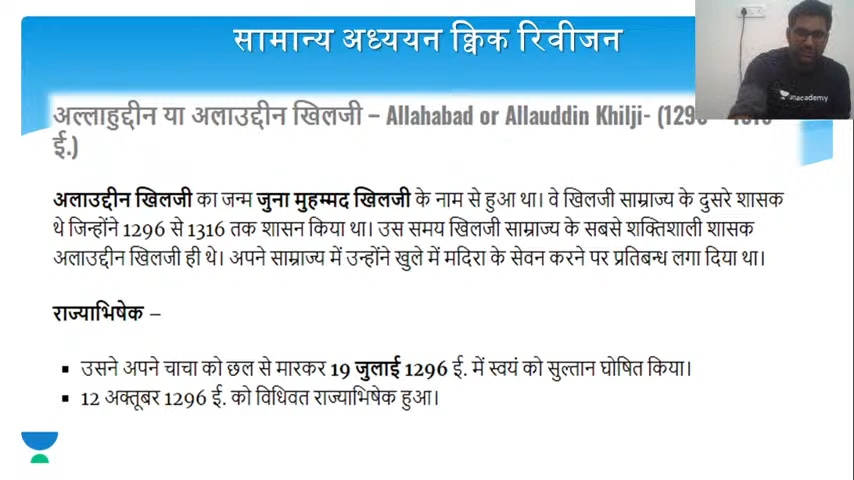 सामान्य अध्ययन क्विक रिवीजन
unacademy
अल्लाहुद्दीन या अलाउद्दीन खिलजी – Allahabad or Allauddin Khilji- (1296
ई.)
अलाउद्दीन खिलजी का जन्म जुना मुहम्मद खिलजी के नाम से हुआ था। वे खिलजी साम्राज्य के दुसरे शासक
थे जिन्होंने 1296 से 1316 तक शासन किया था। उस समय खिलजी साम्राज्य के सबसे शक्तिशाली शासक
अलाउद्दीन खिलजी ही थे। अपने साम्राज्य में उन्होंने खुले में मदिरा के सेवन करने पर प्रतिबन्ध लगा दिया था।
राज्याभिषेक –
▪ उसने अपने चाचा को छल से मारकर 19 जुलाई 1296 ई. में स्वयं को सुल्तान घोषित किया।
▪ 12 अक्तूबर 1296 ई. को विधिवत राज्याभिषेक हुआ।